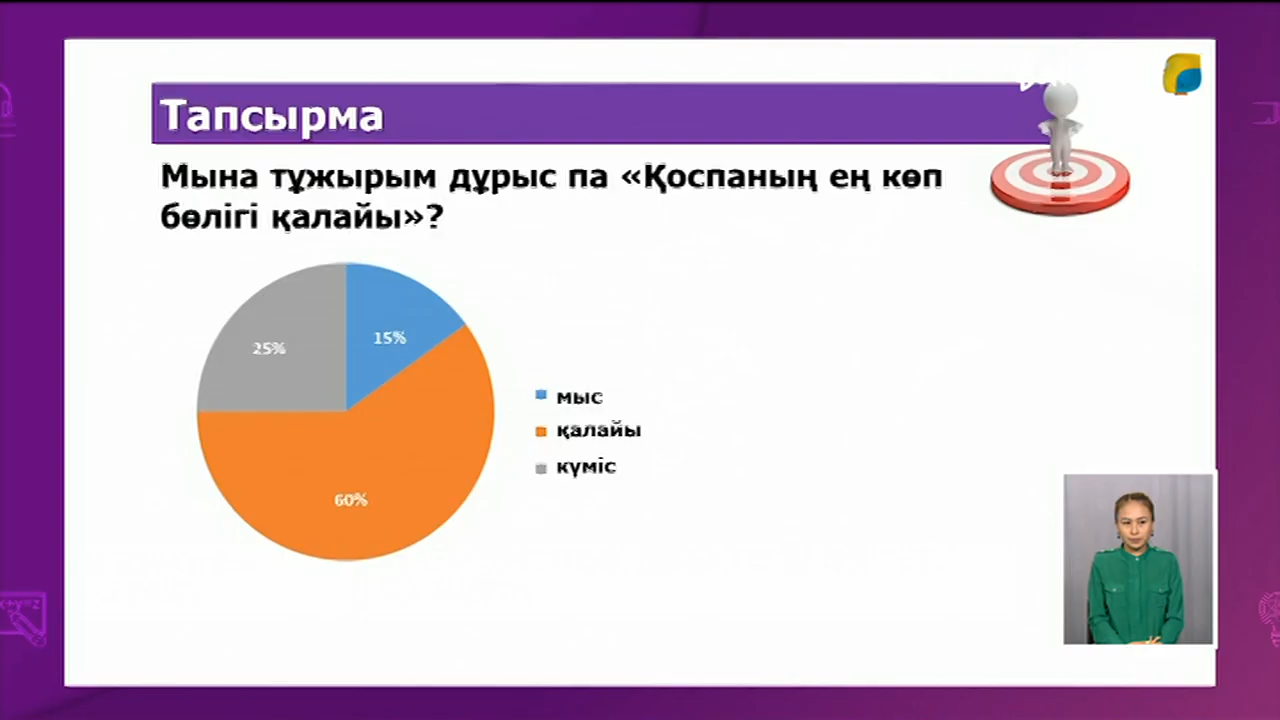 Тапсырма
Мына тұжырым дұрыс па «Қоспаның ең көп
бөлігі қалайы»?
15%
25%
60%
мыс
қалайы
күміс
x+y=z